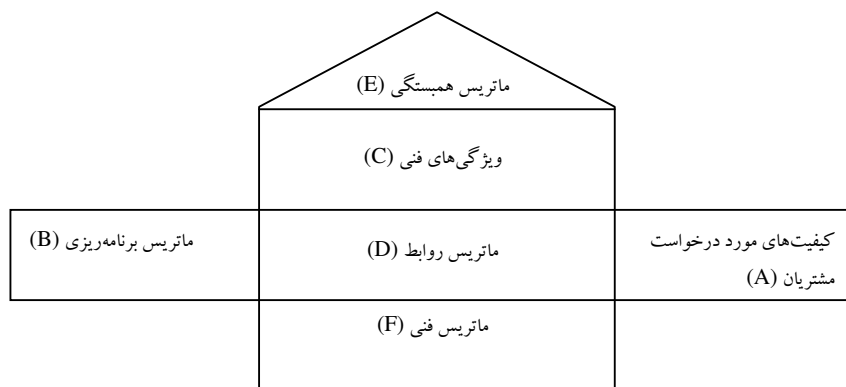 ماتریس همبستگی (E)
ویژگی‌های فنی (C)
کیفیت‌های مورد درخواست
مشتریان (A)
ماتریس روابط (D)
ماتریس برنامه‌ریزی (B)
ماتریس فنی (F)